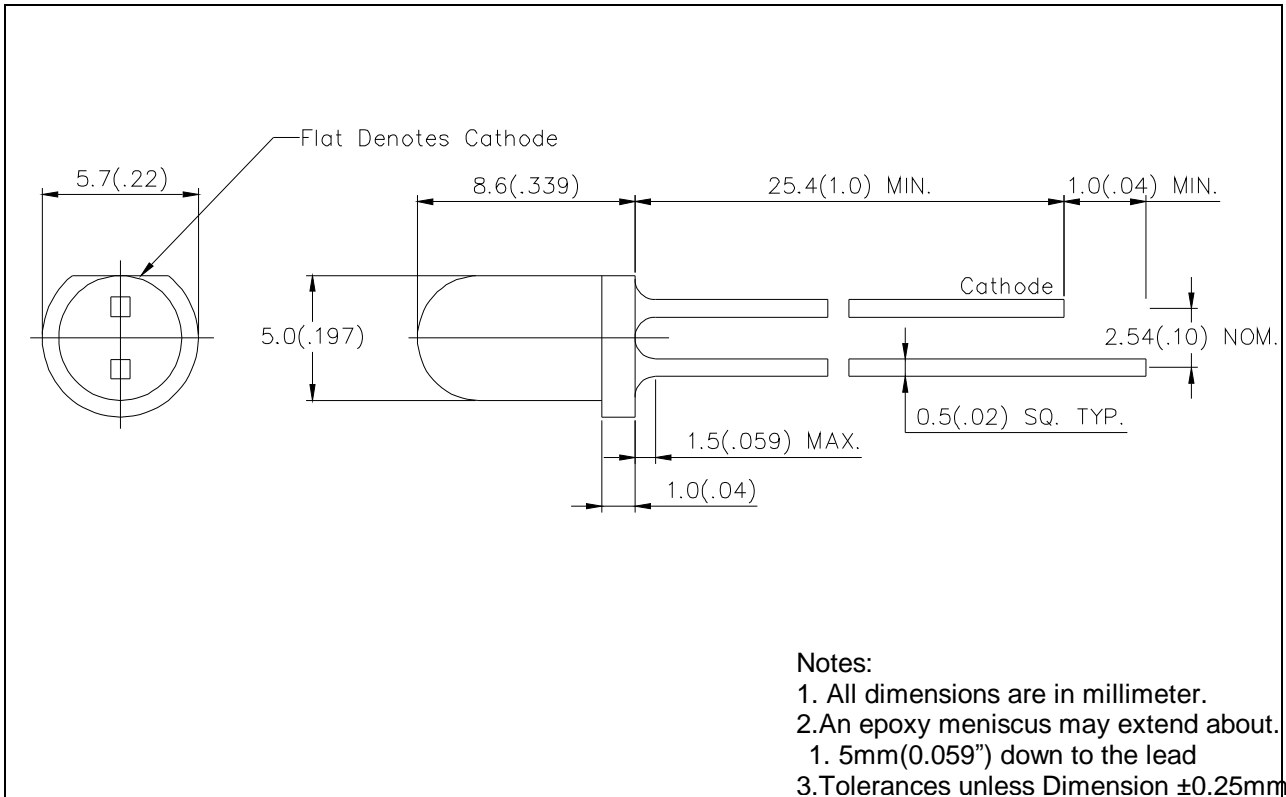 Flat Denotes Cathode
5.7(.22)
8.6(.339)
25.4(1.0) MIN.
1.0(.04) MIN.
Cathode
5.0(.197)
2.54(.10) NOM.
0.5(.02) SQ. TYP.
1.5(.059) MAX.
1.0(.04)
Notes:
1. All dimensions are in millimeter.
2.An epoxy meniscus may extend about.
1. 5mm(0.059”) down to the lead
3.Tolerances unless Dimension ±0.25mm